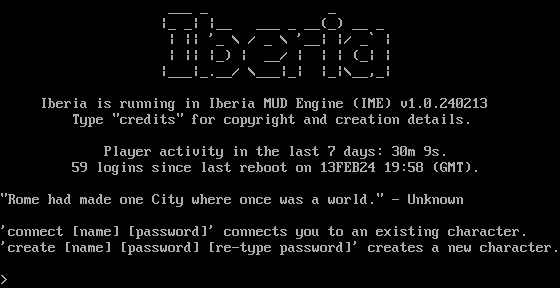 Iberia
Iberia is running in Iberia MUD Engine (IME) v1.0.240213
Type "credits" for copyright and creation details.
Player activity in the last 7 days: 30m 9s.
59 logins since last reboot on 13FEB24 19:58 (GMT).
"Rome had made one City where once was a world." - Unknown
'connect [name] [password]' connects you to an existing character.
'create [name] [password] [re-type password]' creates a new character.
>